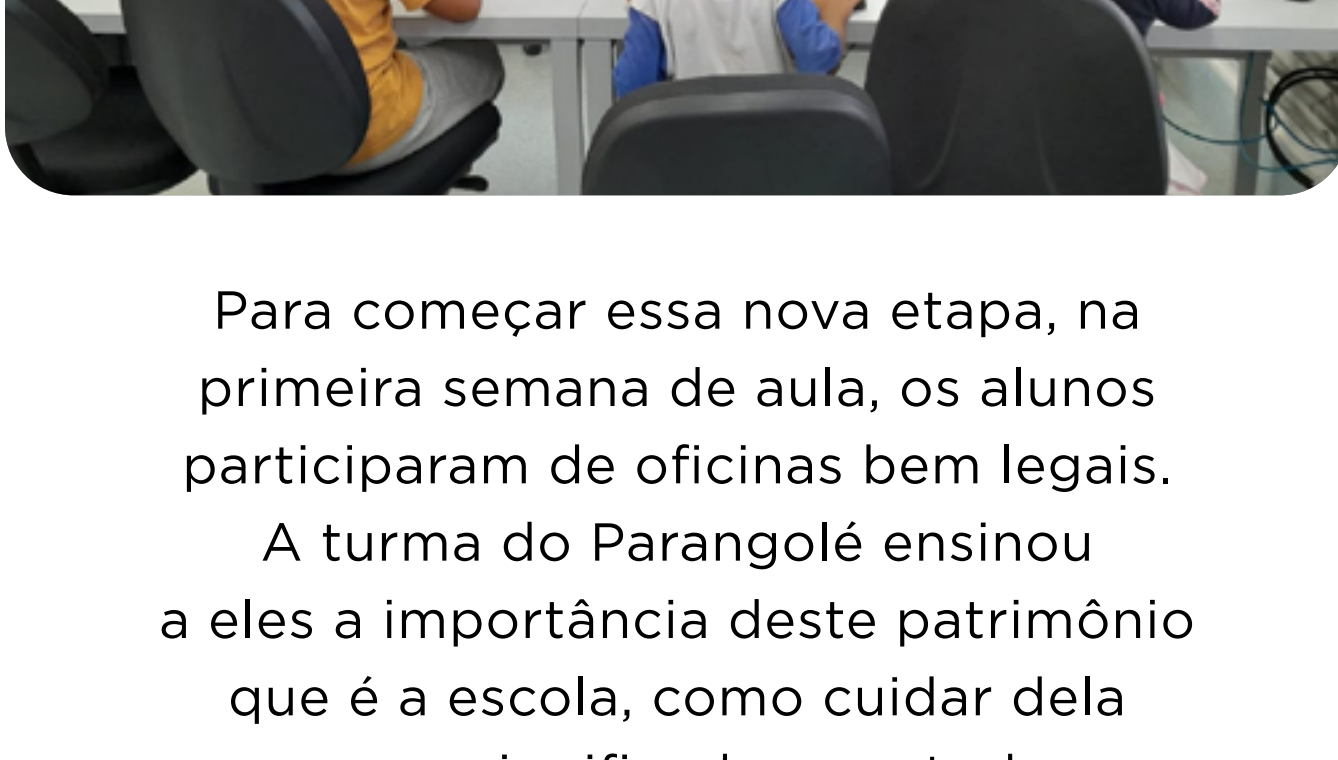 Para começar essa nova etapa, na
primeira semana de aula, os alunos
participaram de oficinas bem legais.
A turma do Parangolé ensinou
a eles a importância deste patrimônio
que é a escola, como cuidar dela